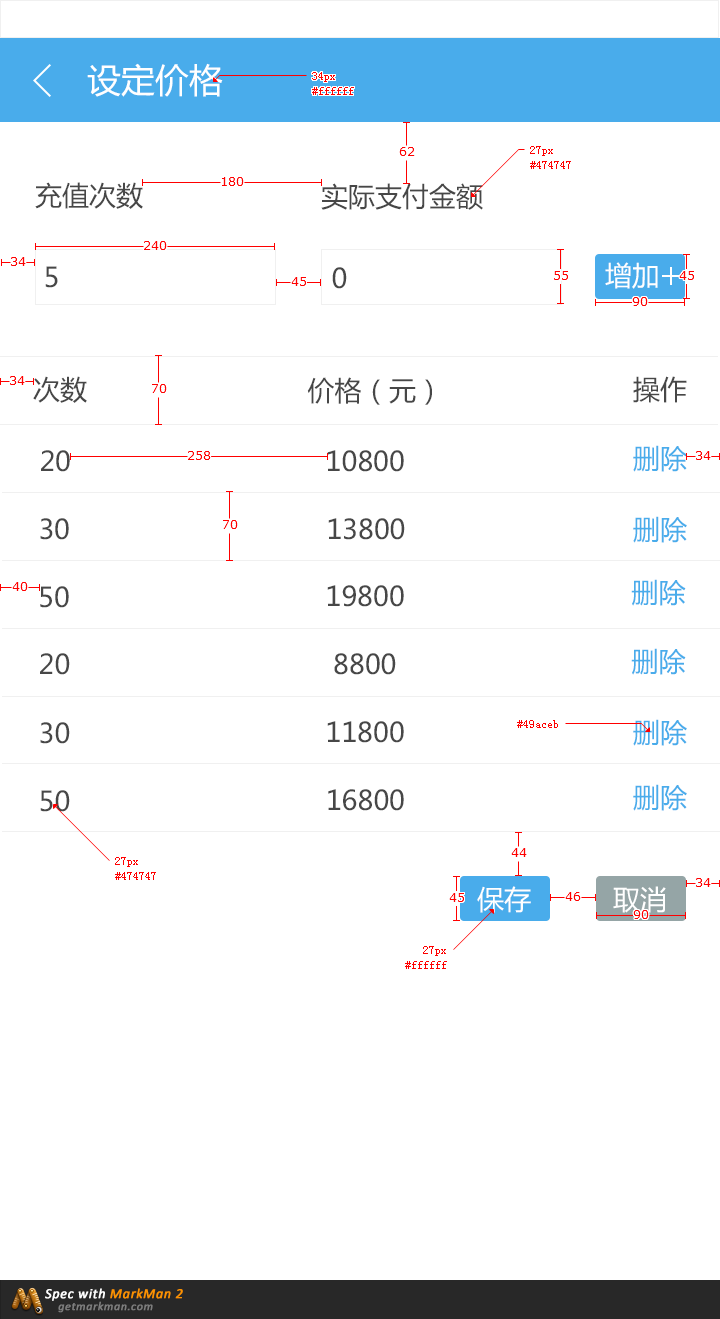 设定价格
34px
#ffffff
62
27px
#474747
充值次数
180
实际支付金额
240
34
5
45
0
55
增加+
45
90
34
次数
70
价格（元）
操作
20
258
10800
删除
34
30
70
13800
删除
40
50
19800
删除
20
8800
删除
30
11800
#49aceb
删除
50
16800
删除
27px
#474747
44
45
保存
46
取消
90
34
27px
#ffffff
Spec with MarkMan 2
getmarkman.com